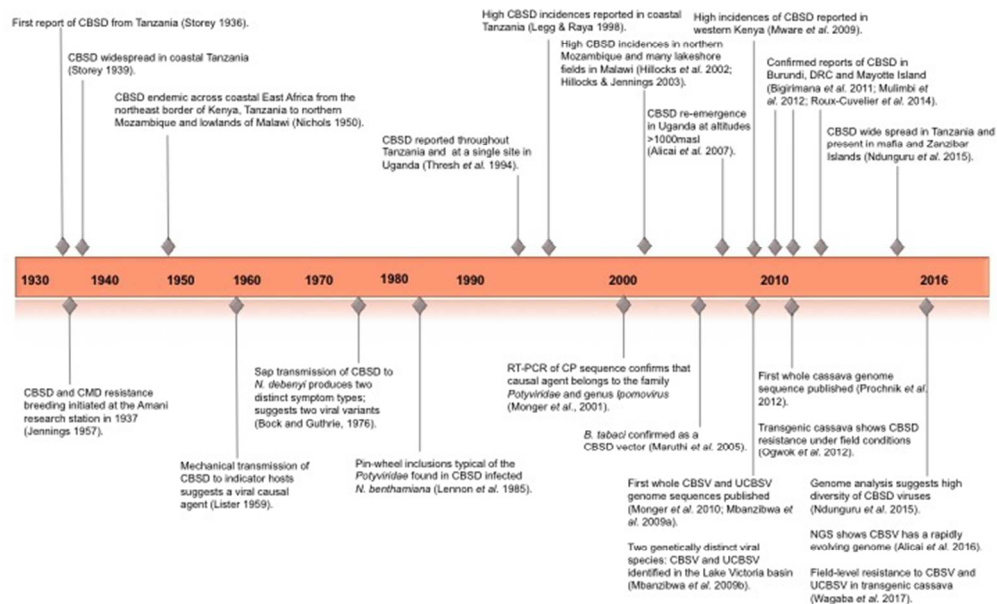 First report of CBSD from Tanzania (Storey 1936).
CBSD widespread in coastal Tanzania
(Storey 1939).
CBSD endemic across coastal East Africa from the
northeast border of Kenya, Tanzania to northern
Mozambique and lowlands of Malawi (Nichols 1950).
CBSD reported throughout
Tanzania and at a single site in
Uganda (Thresh et al. 1994).
High CBSD incidences reported in coastal
Tanzania (Legg & Raya 1998).
High CBSD incidences in northern
Mozambique and many lakeshore
fields in Malawi (Hillocks et al. 2002;
Hillocks & Jennings 2003).
CBSD re-emergence
in Uganda at altitudes
>1000masl
(Alicai et al. 2007).
High incidences of CBSD reported in
western Kenya (Mware et al. 2009).
Confirmed reports of CBSD in
Burundi, DRC and Mayotte Island
(Bigirimana et al. 2011; Mulimbi et
al. 2012; Roux-Cuvelier et al. 2014).
CBSD wide spread in Tanzania and
present in mafia and Zanzibar
Islands (Ndunguru et al. 2015).
1930 1940 1950 1960 1970 1980 1990 2000 2010 2016
CBSD and CMD resistance
breeding initiated at the Amani
research station in 1937
(Jennings 1957).
Mechanical transmission of
CBSD to indicator hosts
suggests a viral causal
agent (Lister 1959).
Sap transmission of CBSD to
N. debenyi produces two
distinct symptom types;
suggests two viral variants
(Bock and Guthrie, 1976).
Pin-wheel inclusions typical of the
Potyviridae found in CBSD infected
N. benthamiana (Lennon et al. 1985).
RT-PCR of CP sequence confirms that
causal agent belongs to the family
Potyviridae and genus Ipomovirus
(Monger et al., 2001).
B. tabaci confirmed as a
CBSD vector (Maruthi et al. 2005).
First whole CBSV and UCBSV
genome sequences published
(Monger et al. 2010; Mbanzibwa et
al. 2009a).
Two genetically distinct viral
species: CBSV and UCBSV
identified in the Lake Victoria basin
(Mbanzibwa et al. 2009b).
First whole cassava genome
sequence published (Prochnik et al.
2012).
Transgenic cassava shows CBSD
resistance under field conditions
(Ogwok et al. 2012).
Genome analysis suggests high
diversity of CBSD viruses
(Ndunguru et al. 2015).
NGS shows CBSV has a rapidly
evolving genome (Alicai et al. 2016).
Field-level resistance to CBSV and
UCBSV in transgenic cassava
(Wagaba et al. 2017).